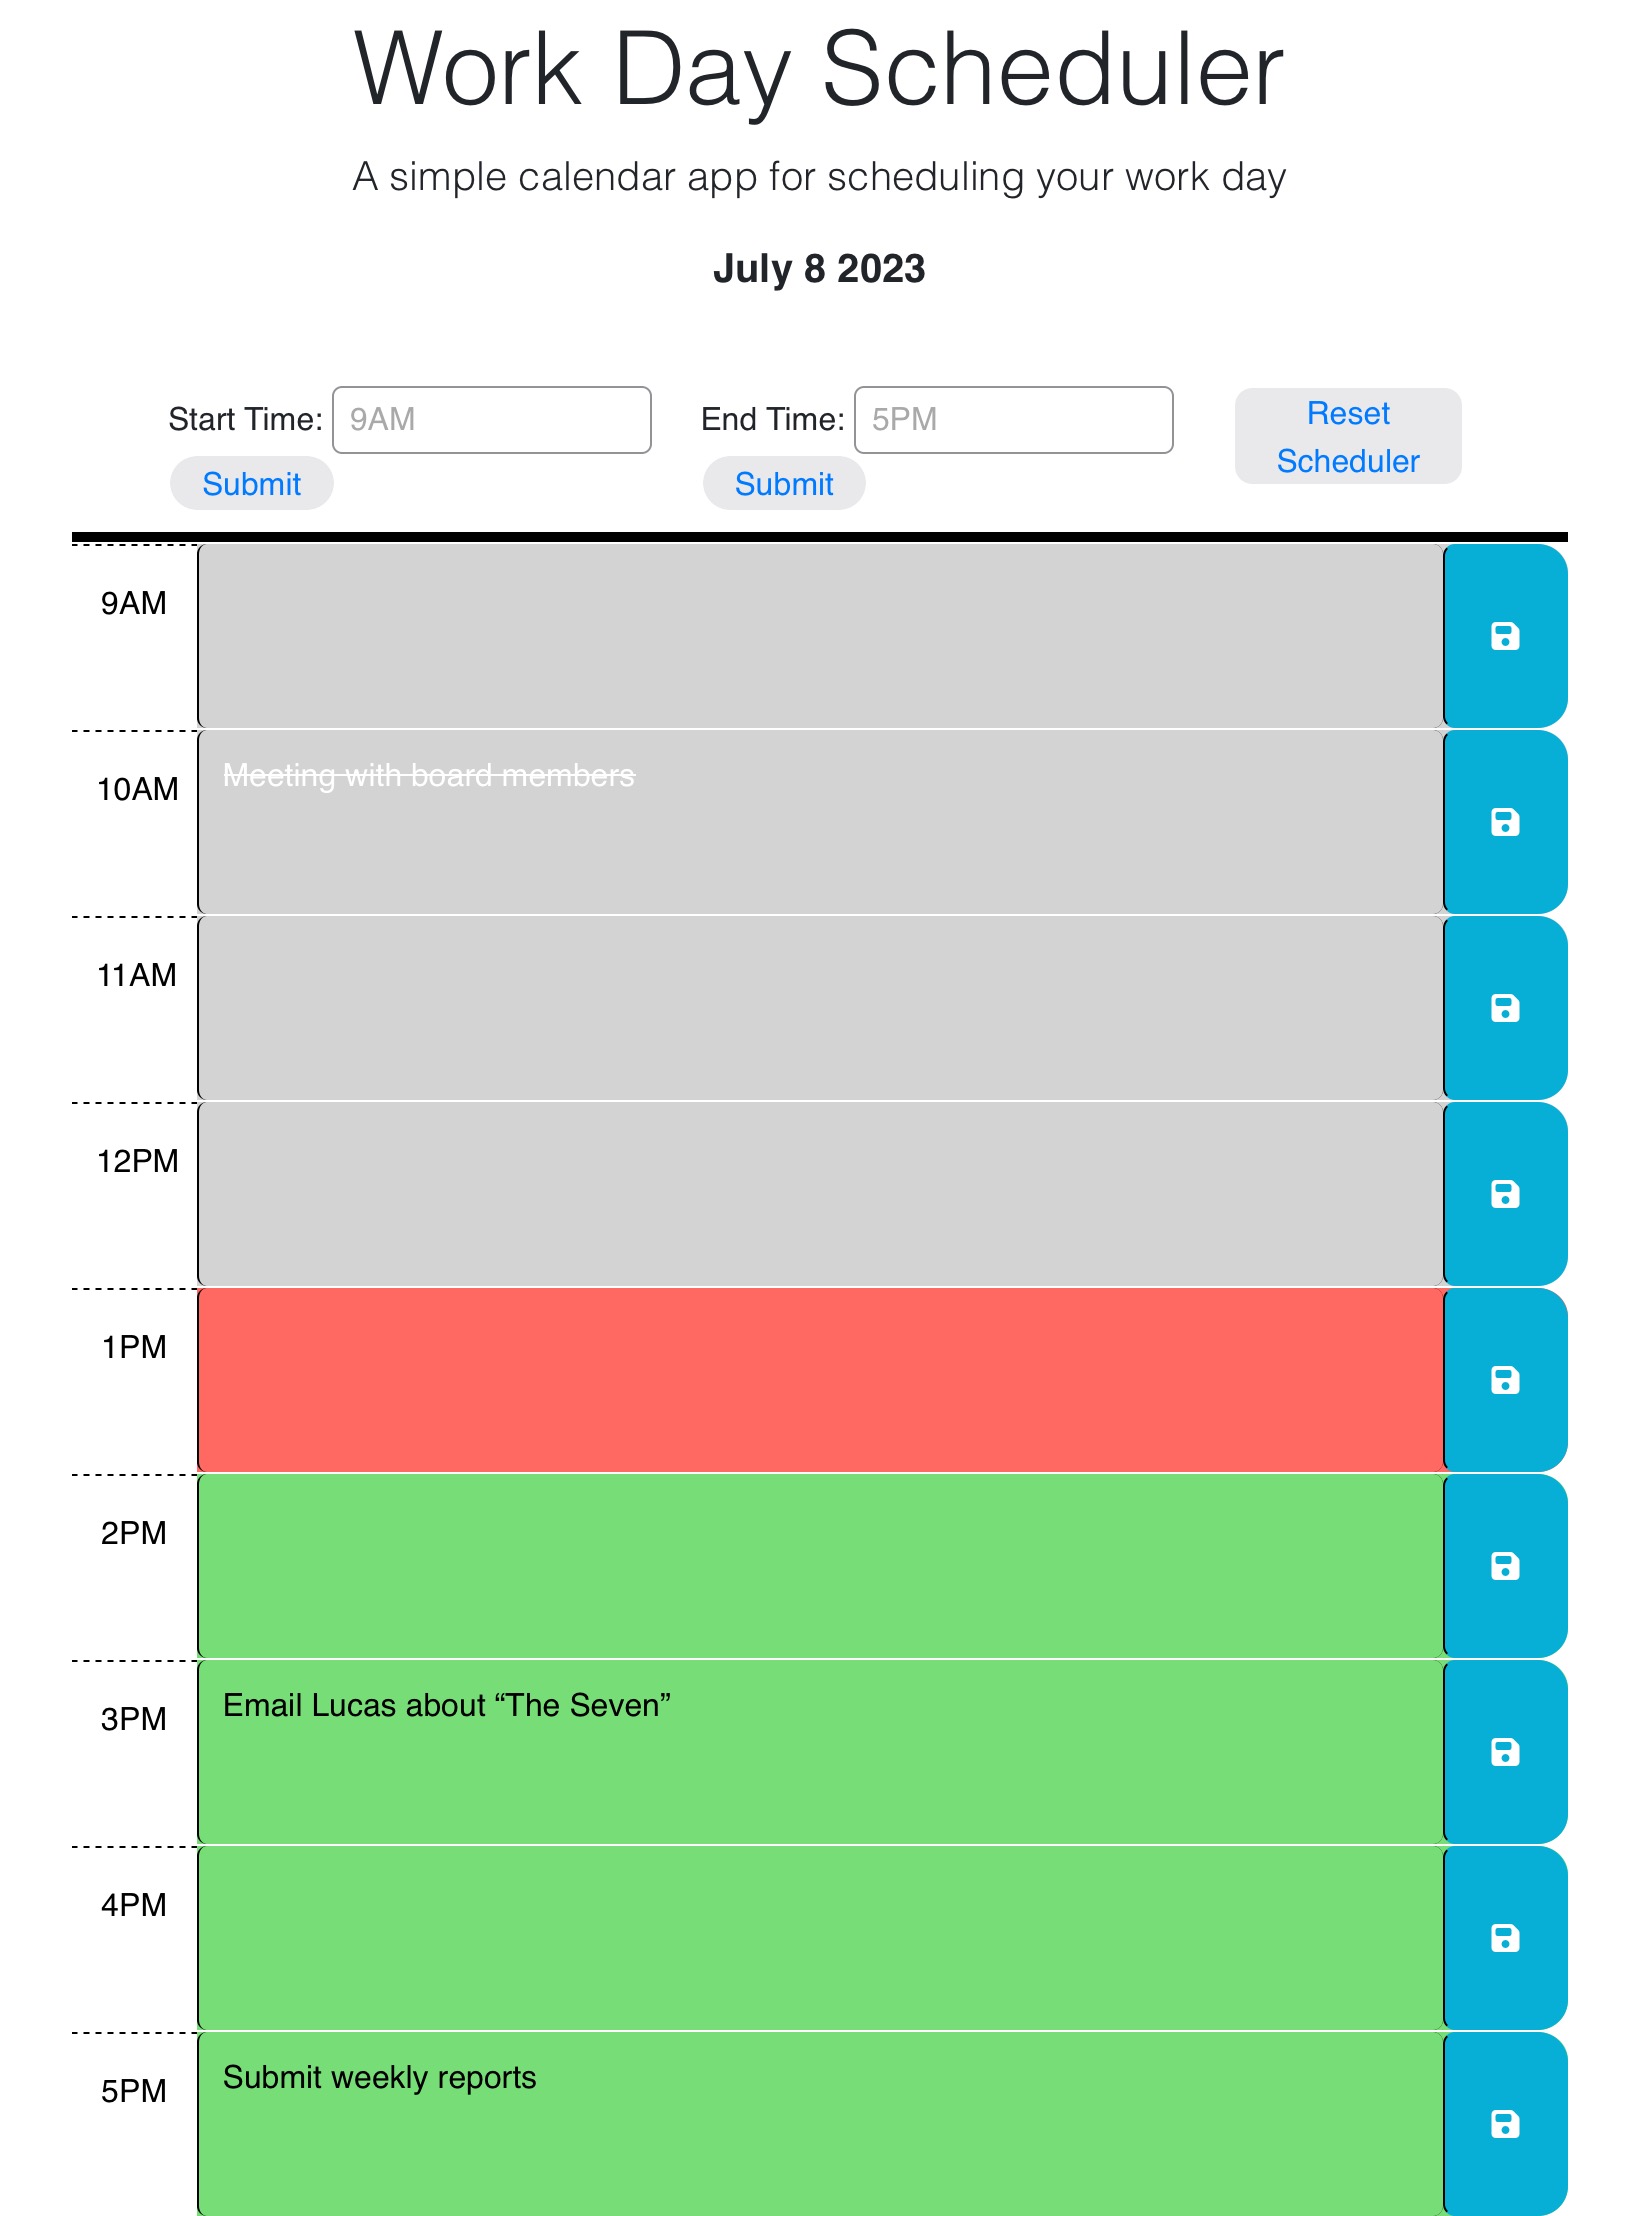 Work Day Scheduler
A simple calendar app for scheduling your work day
July 8 2023
Start Time: 9AM
Submit
End Time: 5PM
Submit
Reset
Scheduler
9AM
10AM
Meeting with board members
11AM
12PM
1PM
2PM
3PM
Email Lucas about “The Seven”
4PM
5PM
Submit weekly reports